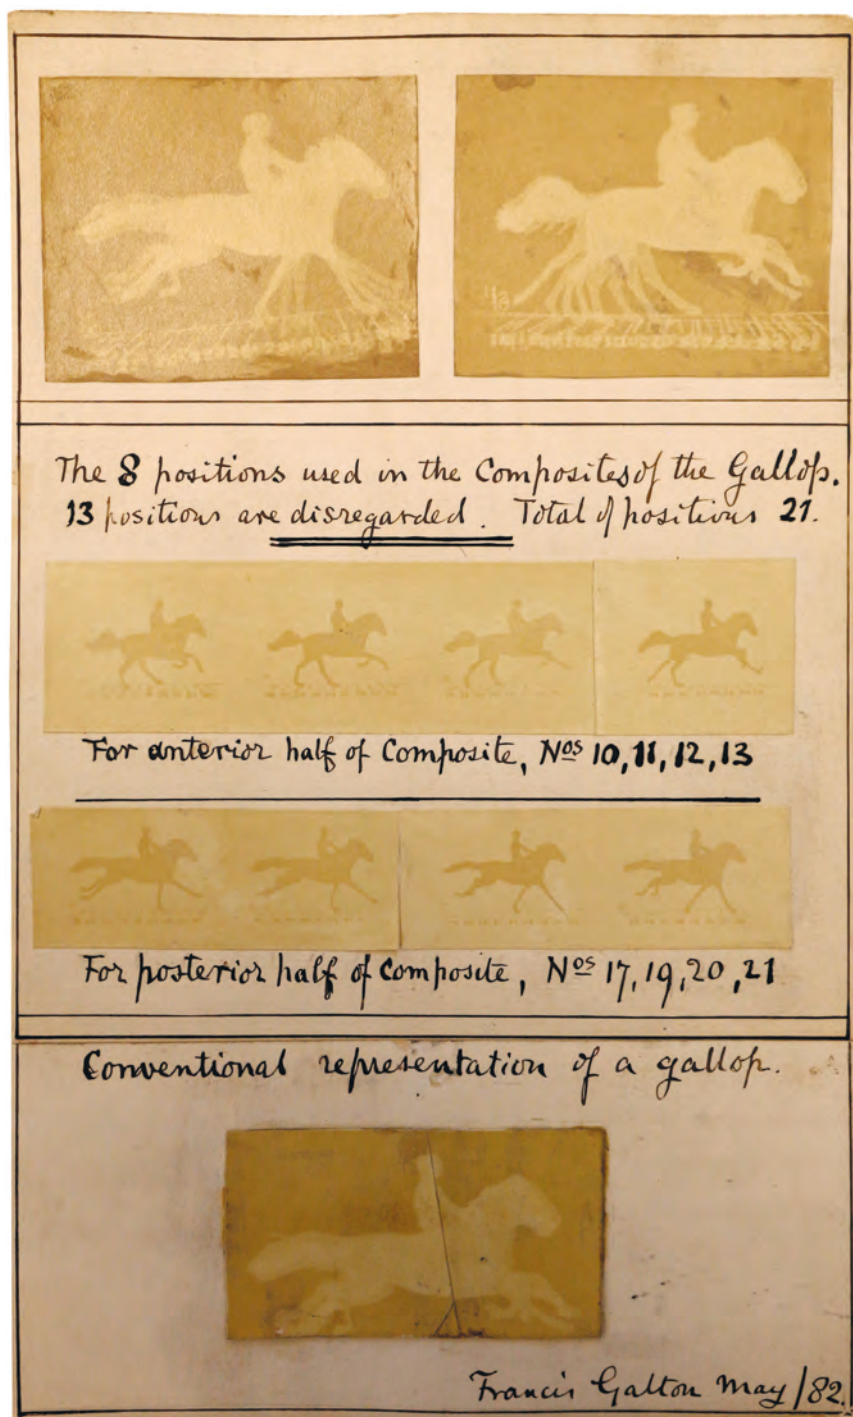 The 8 positions used in the Composites of the Gallop.
13 positions are disregarded. Total of positions 21.
For anterior half of Composite, Nos 10, 11, 12, 13
For posterior half of Composite, Nos 17, 19, 20, 21
Conventional representation of a gallop.
Francis Galton May/82.